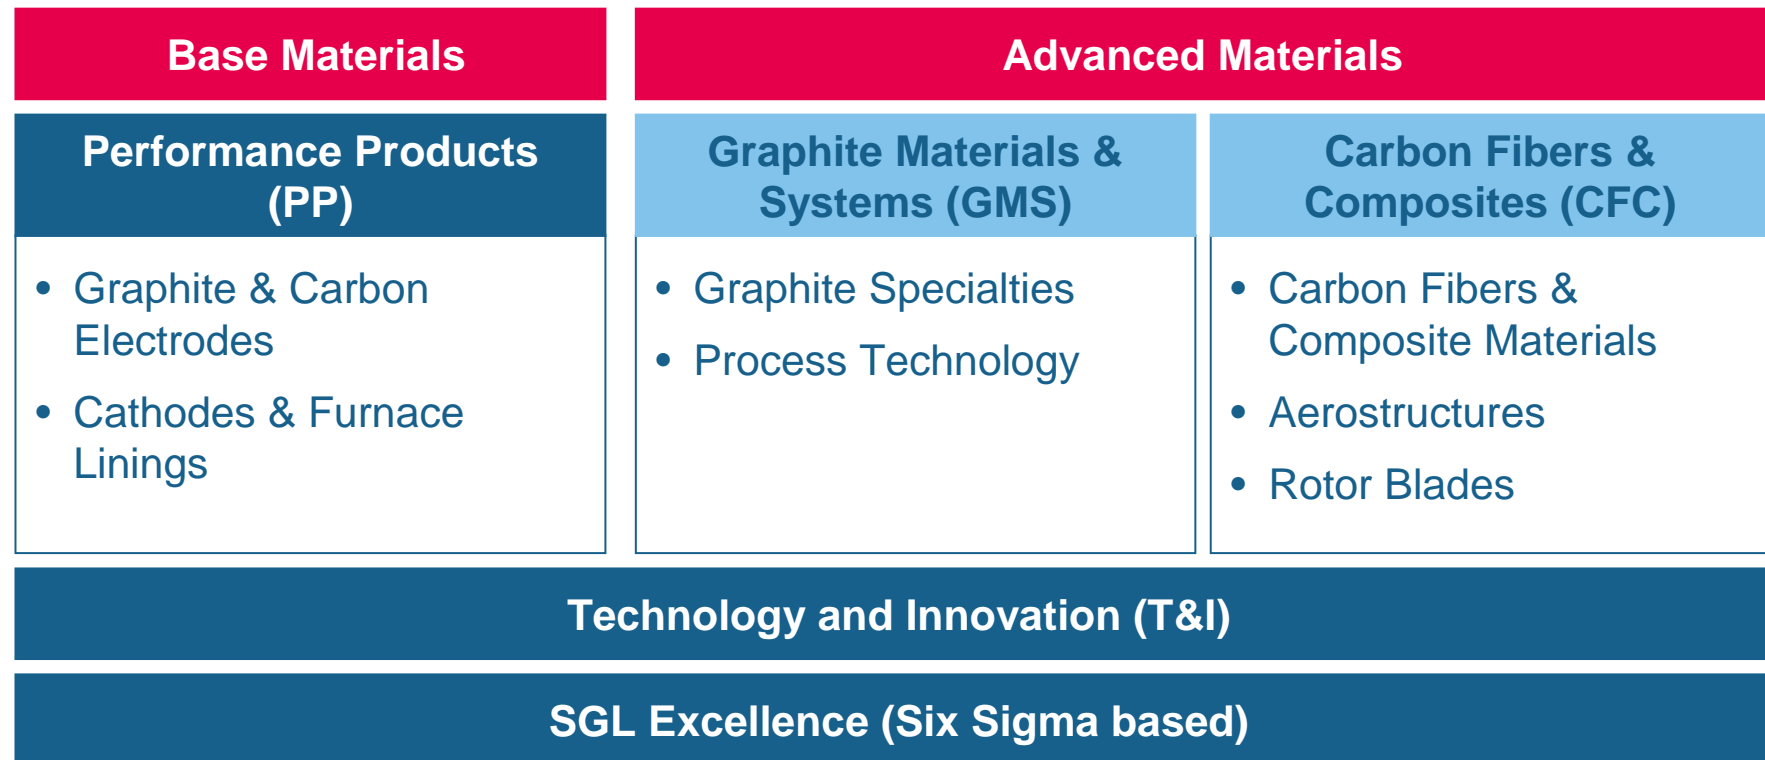 Base Materials
Advanced Materials
Performance Products
(PP)
• Graphite & Carbon
Electrodes
• Cathodes & Furnace
Linings
Graphite Materials &
Systems (GMS)
• Graphite Specialties
• Process Technology
Carbon Fibers &
Composites (CFC)
• Carbon Fibers &
Composite Materials
• Aerostructures
• Rotor Blades
Technology and Innovation (T&I)
SGL Excellence (Six Sigma based)